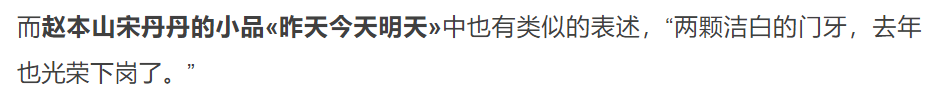 而赵本山宋丹丹的小品«昨天今天明天»中也有类似的表述，“两颗洁白的门牙，去年
也光荣下岗了。”